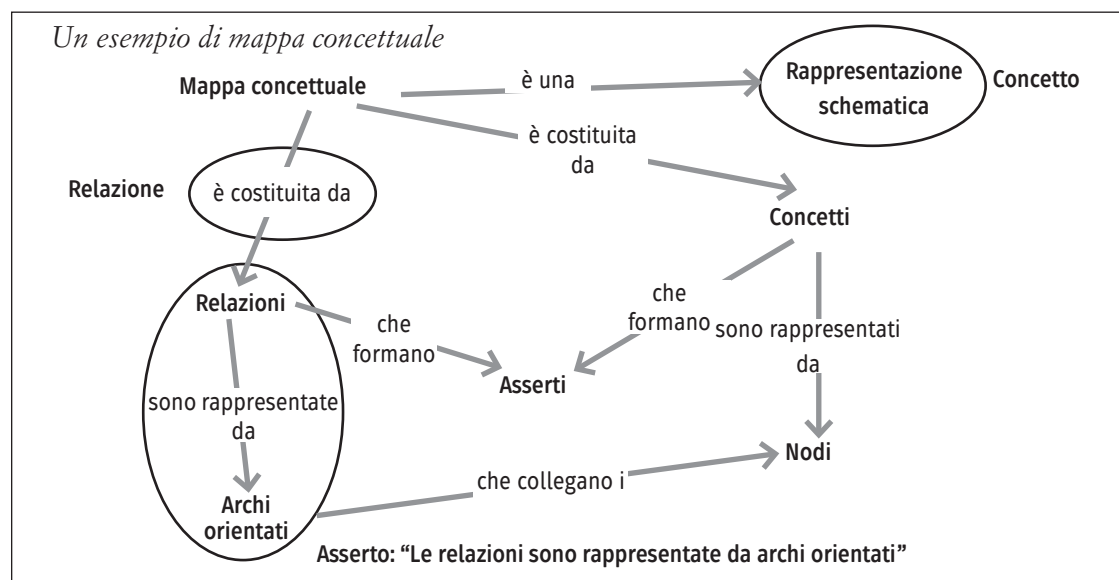 Un esempio di mappa concettuale
Mappa concettuale
è una
Rappresentazione
schematica
Concetto
è costituita
da
Relazione
è costituita da
Concetti
Relazioni
che
formano
che
formano
sono rappresentati
da
Asserti
sono rappresentate
da
Nodi
che collegano i
Archi
orientati
Asserto: “Le relazioni sono rappresentate da archi orientati”